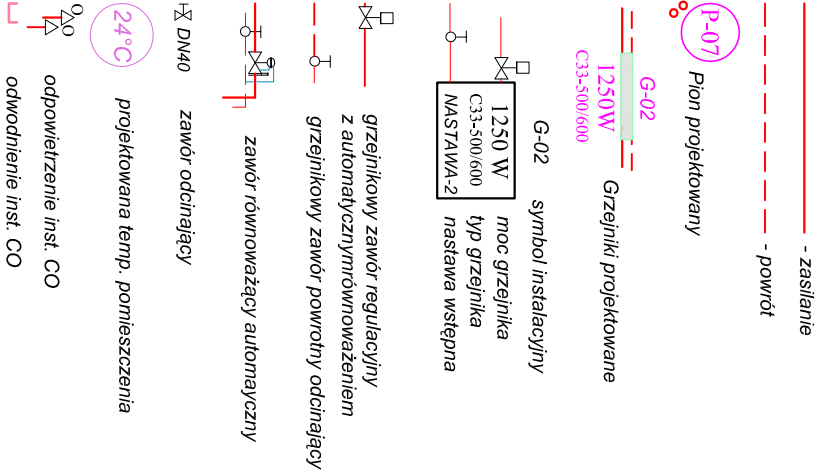 - zasilanie
- powrót
P-07
Pion projektowany
G-02
1250W
C33-500/600
Grzejniki projektowane
G-02 symbol instalacyjny
1250 W moc grzejnika
C33-500/600 typ grzejnika
NASTAWA-2 nastawa wstępna
grzejnikowy zawór regulacyjny
z automatycznymrównoważeniem
grzejnikowy zawór powrotny odcinający
zawór równoważący automayczny
DN40 zawór odcinający
24°C projektowana temp. pomieszczenia
odpowietrzenie inst. CO
odwodnienie inst. CO